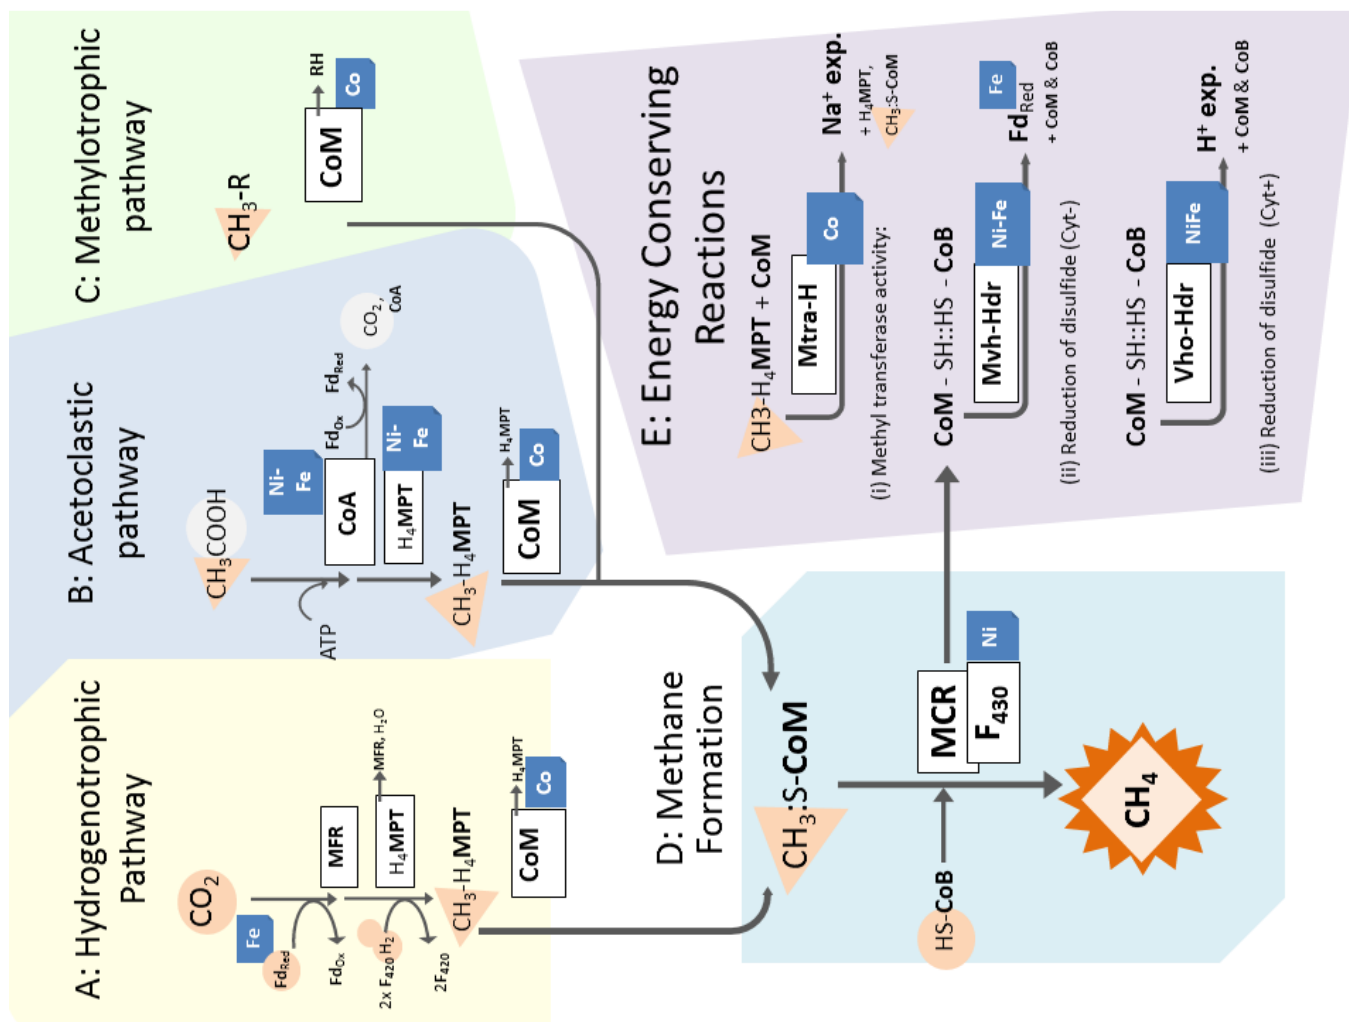 A: Hydrogenotrophic
Pathway
CO2
Fe
FdRed
FdOx
MFR
2x F420 H2
2F420
H4MPT
MFR, H2O
CH3-H4MPT
CoM
H4MPT
Co
B: Acetoclastic
pathway
CH3COOH
ATP
Ni-
Fe
CoA
FdOx
FdRed
CO2,
CoA
H4MPT
Ni-
Fe
CH3-H4MPT
CoM
H4MPT
Co
C: Methylotrophic
pathway
CH3-R
CoM
RH
Co
D: Methane
Formation
CH3:S-CoM
HS-CoB
MCR
F430
Ni
CH4
E: Energy Conserving
Reactions
CH3-H4MPT + CoM
Mtra-H
Co
Na+ exp.
+ H4MPT,
CH3:S-CoM
(i) Methyl transferase activity:
CoM - SH::HS - CoB
Mvh-Hdr
Ni-Fe
Fe
FdRed
+ CoM & CoB
(ii) Reduction of disulfide (Cyt-)
CoM - SH::HS - CoB
Vho-Hdr
NiFe
H+ exp.
+ CoM & CoB
(iii) Reduction of disulfide (Cyt+)